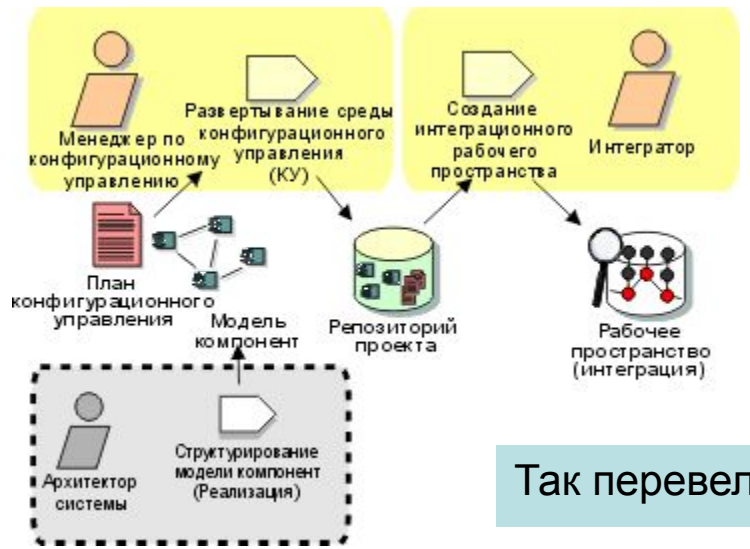 Менеджер по
конфигурационному
управлению
Развертывание среды
конфигурационного
управления
(КУ)
Создание
интеграционного
рабочего
пространства
Интегратор
План
конфигурационного
управления
Модель
компонент
Репозиторий
проекта
Рабочее
пространство
(интеграция)
Архитектор
системы
Структурирование
модели компонент
(Реализация)
Так перевел